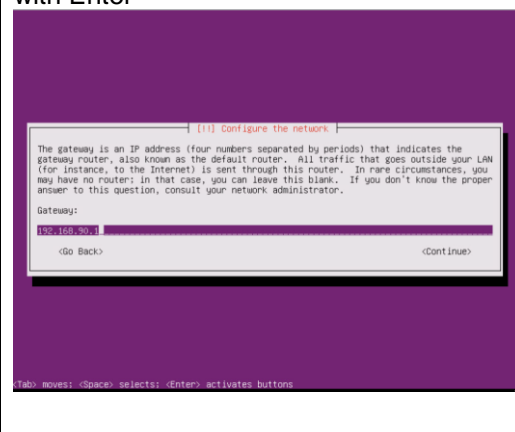 with Enter
[!!] Configure the network
The gateway is an IP address (four numbers separated by periods) that indicates the
gateway router, also known as the default router.  All traffic that goes outside your LAN
(for instance, to the Internet) is sent through this router.  In rare circumstances, you
may have no router; in that case, you can leave this blank.  If you don't know the proper
answer to this question, consult your network administrator.
Gateway:
192.168.90.1
<Go Back> <Continue>
<Tab> moves; <Space> selects; <Enter> activates buttons